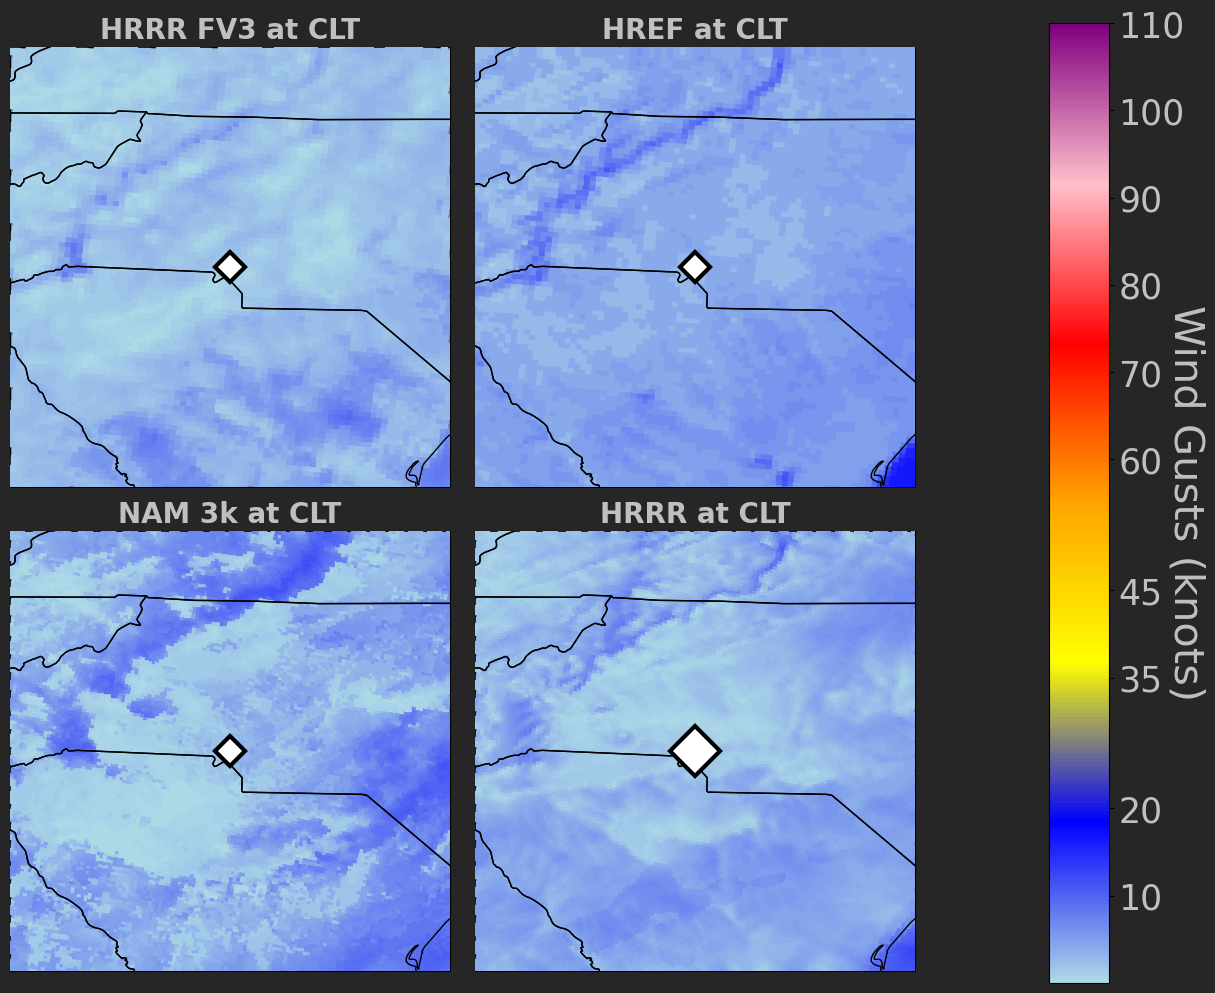 HRRR FV3 at CLT
HREF at CLT
NAM 3k at CLT
HRRR at CLT
110
100
90
80
70
60
45
35
20
10
Wind Gusts (knots)